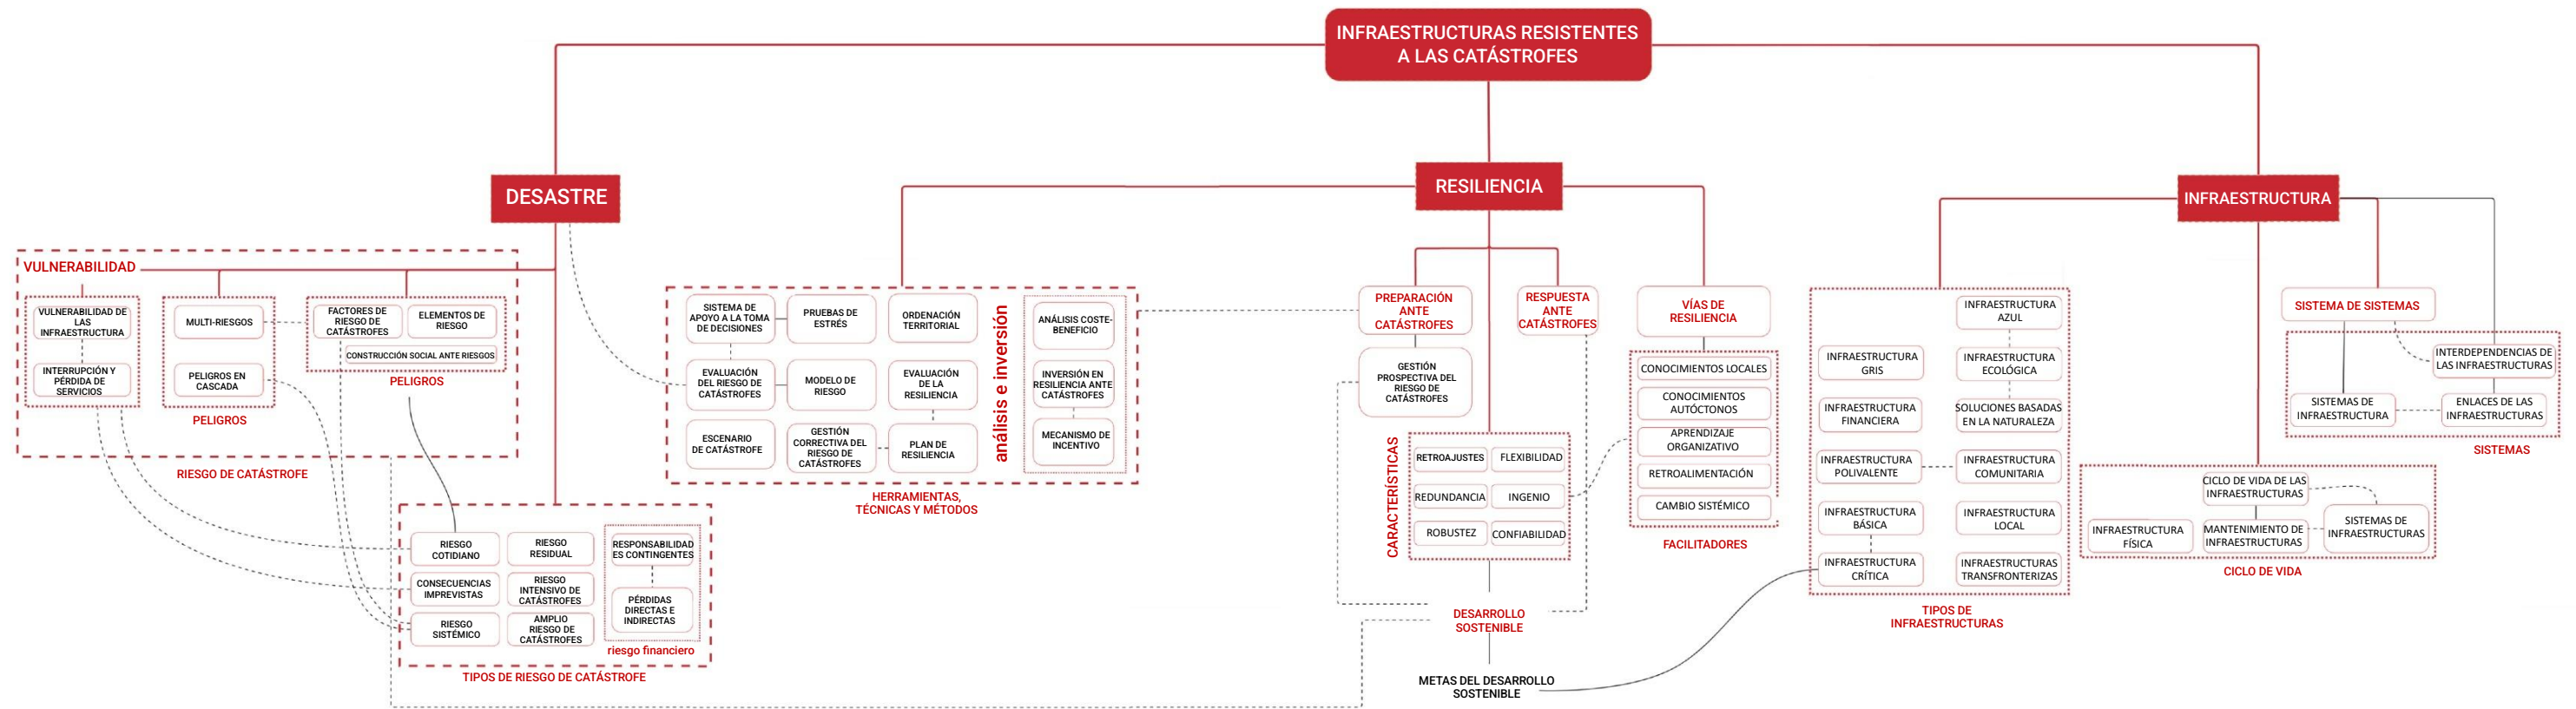 INFRAESTRUCTURAS RESISTENTES
A LAS CATÁSTROFES
DESASTRE
RESILIENCIA
INFRAESTRUCTURA
VULNERABILIDAD
VULNERABILIDAD DE
LAS
INFRAESTRUCTURA
INTERRUPCIÓN Y
PÉRDIDA DE
SERVICIOS
MULTI-RIESGOS
PELIGROS EN
CASCADA
PELIGROS
FACTORES DE
RIESGO DE
CATÁSTROFES
ELEMENTOS DE
RIESGO
CONSTRUCCIÓN SOCIAL ANTE RIESGOS
PELIGROS
RIESGO DE CATÁSTROFE
RIESGO
COTIDIANO
RIESGO
RESIDUAL
CONSECUENCIAS
IMPREVISTAS
RIESGO
INTENSIVO DE
CATÁSTROFES
RIESGO
SISTÉMICO
AMPLIO
RIESGO DE
CATÁSTROFES
RESPONSABILIDAD
ES CONTINGENTES
PÉRDIDAS
DIRECTAS E
INDIRECTAS
riesgo financiero
TIPOS DE RIESGO DE CATÁSTROFE
SISTEMA DE
APOYO A LA TOMA
DE DECISIONES
PRUEBAS DE
ESTRÉS
ORDENACIÓN
TERRITORIAL
EVALUACIÓN
DEL RIESGO DE
CATÁSTROFES
MODELO DE
RIESGO
EVALUACIÓN
DE LA
RESILIENCIA
ESCENARIO
DE CATÁSTROFE
GESTIÓN
CORRECTIVA DEL
RIESGO DE
CATÁSTROFES
PLAN DE
RESILIENCIA
análisis e inversión
ANÁLISIS COSTE-
BENEFICIO
INVERSIÓN EN
RESILIENCIA ANTE
CATÁSTROFES
MECANISMO DE
INCENTIVO
HERRAMIENTAS,
TÉCNICAS Y MÉTODOS
PREPARACIÓN
ANTE
CATÁSTROFES
GESTIÓN
PROSPECTIVA DEL
RIESGO DE
CATÁSTROFES
RESPUESTA
ANTE
CATÁSTROFES
CARACTERÍSTICAS
RETROAJUSTES
FLEXIBILIDAD
REDUNDANCIA
INGENIO
ROBUSTEZ
CONFIABILIDAD
DESARROLLO
SOSTENIBLE
METAS DEL DESARROLLO
SOSTENIBLE
VÍAS DE
RESILIENCIA
CONOCIMIENTOS LOCALES
CONOCIMIENTOS
AUTÓCTONOS
APRENDIZAJE
ORGANIZATIVO
RETROALIMENTACIÓN
CAMBIO SISTÉMICO
FACILITADORES
INFRAESTRUCTURA
AZUL
INFRAESTRUCTURA
GRIS
INFRAESTRUCTURA
ECOLÓGICA
INFRAESTRUCTURA
FINANCIERA
SOLUCIONES BASADAS
EN LA NATURALEZA
INFRAESTRUCTURA
POLIVALENTE
INFRAESTRUCTURA
COMUNITARIA
INFRAESTRUCTURA
BÁSICA
INFRAESTRUCTURA
LOCAL
INFRAESTRUCTURA
CRÍTICA
INFRAESTRUCTURAS
TRANSFRONTERIZAS
TIPOS DE
INFRAESTRUCTURAS
SISTEMA DE SISTEMAS
INTERDEPENDENCIAS DE
LAS INFRAESTRUCTURAS
SISTEMAS DE
INFRAESTRUCTURA
ENLACES DE LAS
INFRAESTRUCTURAS
SISTEMAS
CICLO DE VIDA DE LAS
INFRAESTRUCTURAS
INFRAESTRUCTURA
FÍSICA
MANTENIMIENTO DE
INFRAESTRUCTURAS
SISTEMAS DE
INFRAESTRUCTURAS
CICLO DE VIDA